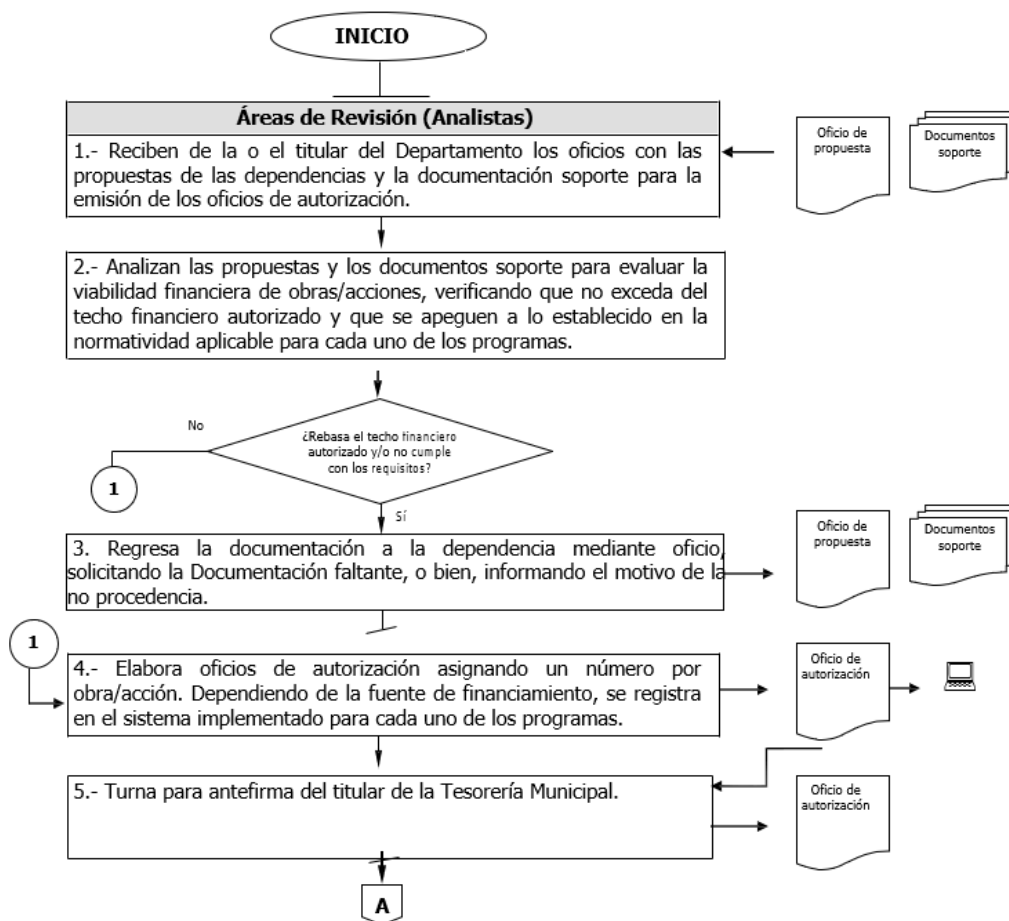 INICIO
Áreas de Revisión (Analistas)
1.- Reciben de la o el titular del Departamento los oficios con las
propuestas de las dependencias y la documentación soporte para la
emisión de los oficios de autorización.
Oficio de
propuesta
Documentos
soporte
2.- Analizan las propuestas y los documentos soporte para evaluar la
viabilidad financiera de obras/acciones, verificando que no exceda del
techo financiero autorizado y que se apeguen a lo establecido en la
normatividad aplicable para cada uno de los programas.
No
¿Rebasa el techo financiero
autorizado y/o no cumple
con los requisitos?
1
Sí
3. Regresa la documentación a la dependencia mediante oficio,
solicitando la Documentación faltante, o bien, informando el motivo de la
no procedencia.
Oficio de
propuesta
Documentos
soporte
1
4.- Elabora oficios de autorización asignando un número por
obra/acción. Dependiendo de la fuente de financiamiento, se registra
en el sistema implementado para cada uno de los programas.
Oficio de
autorización
5.- Turna para antefirma del titular de la Tesorería Municipal.
Oficio de
autorización
A